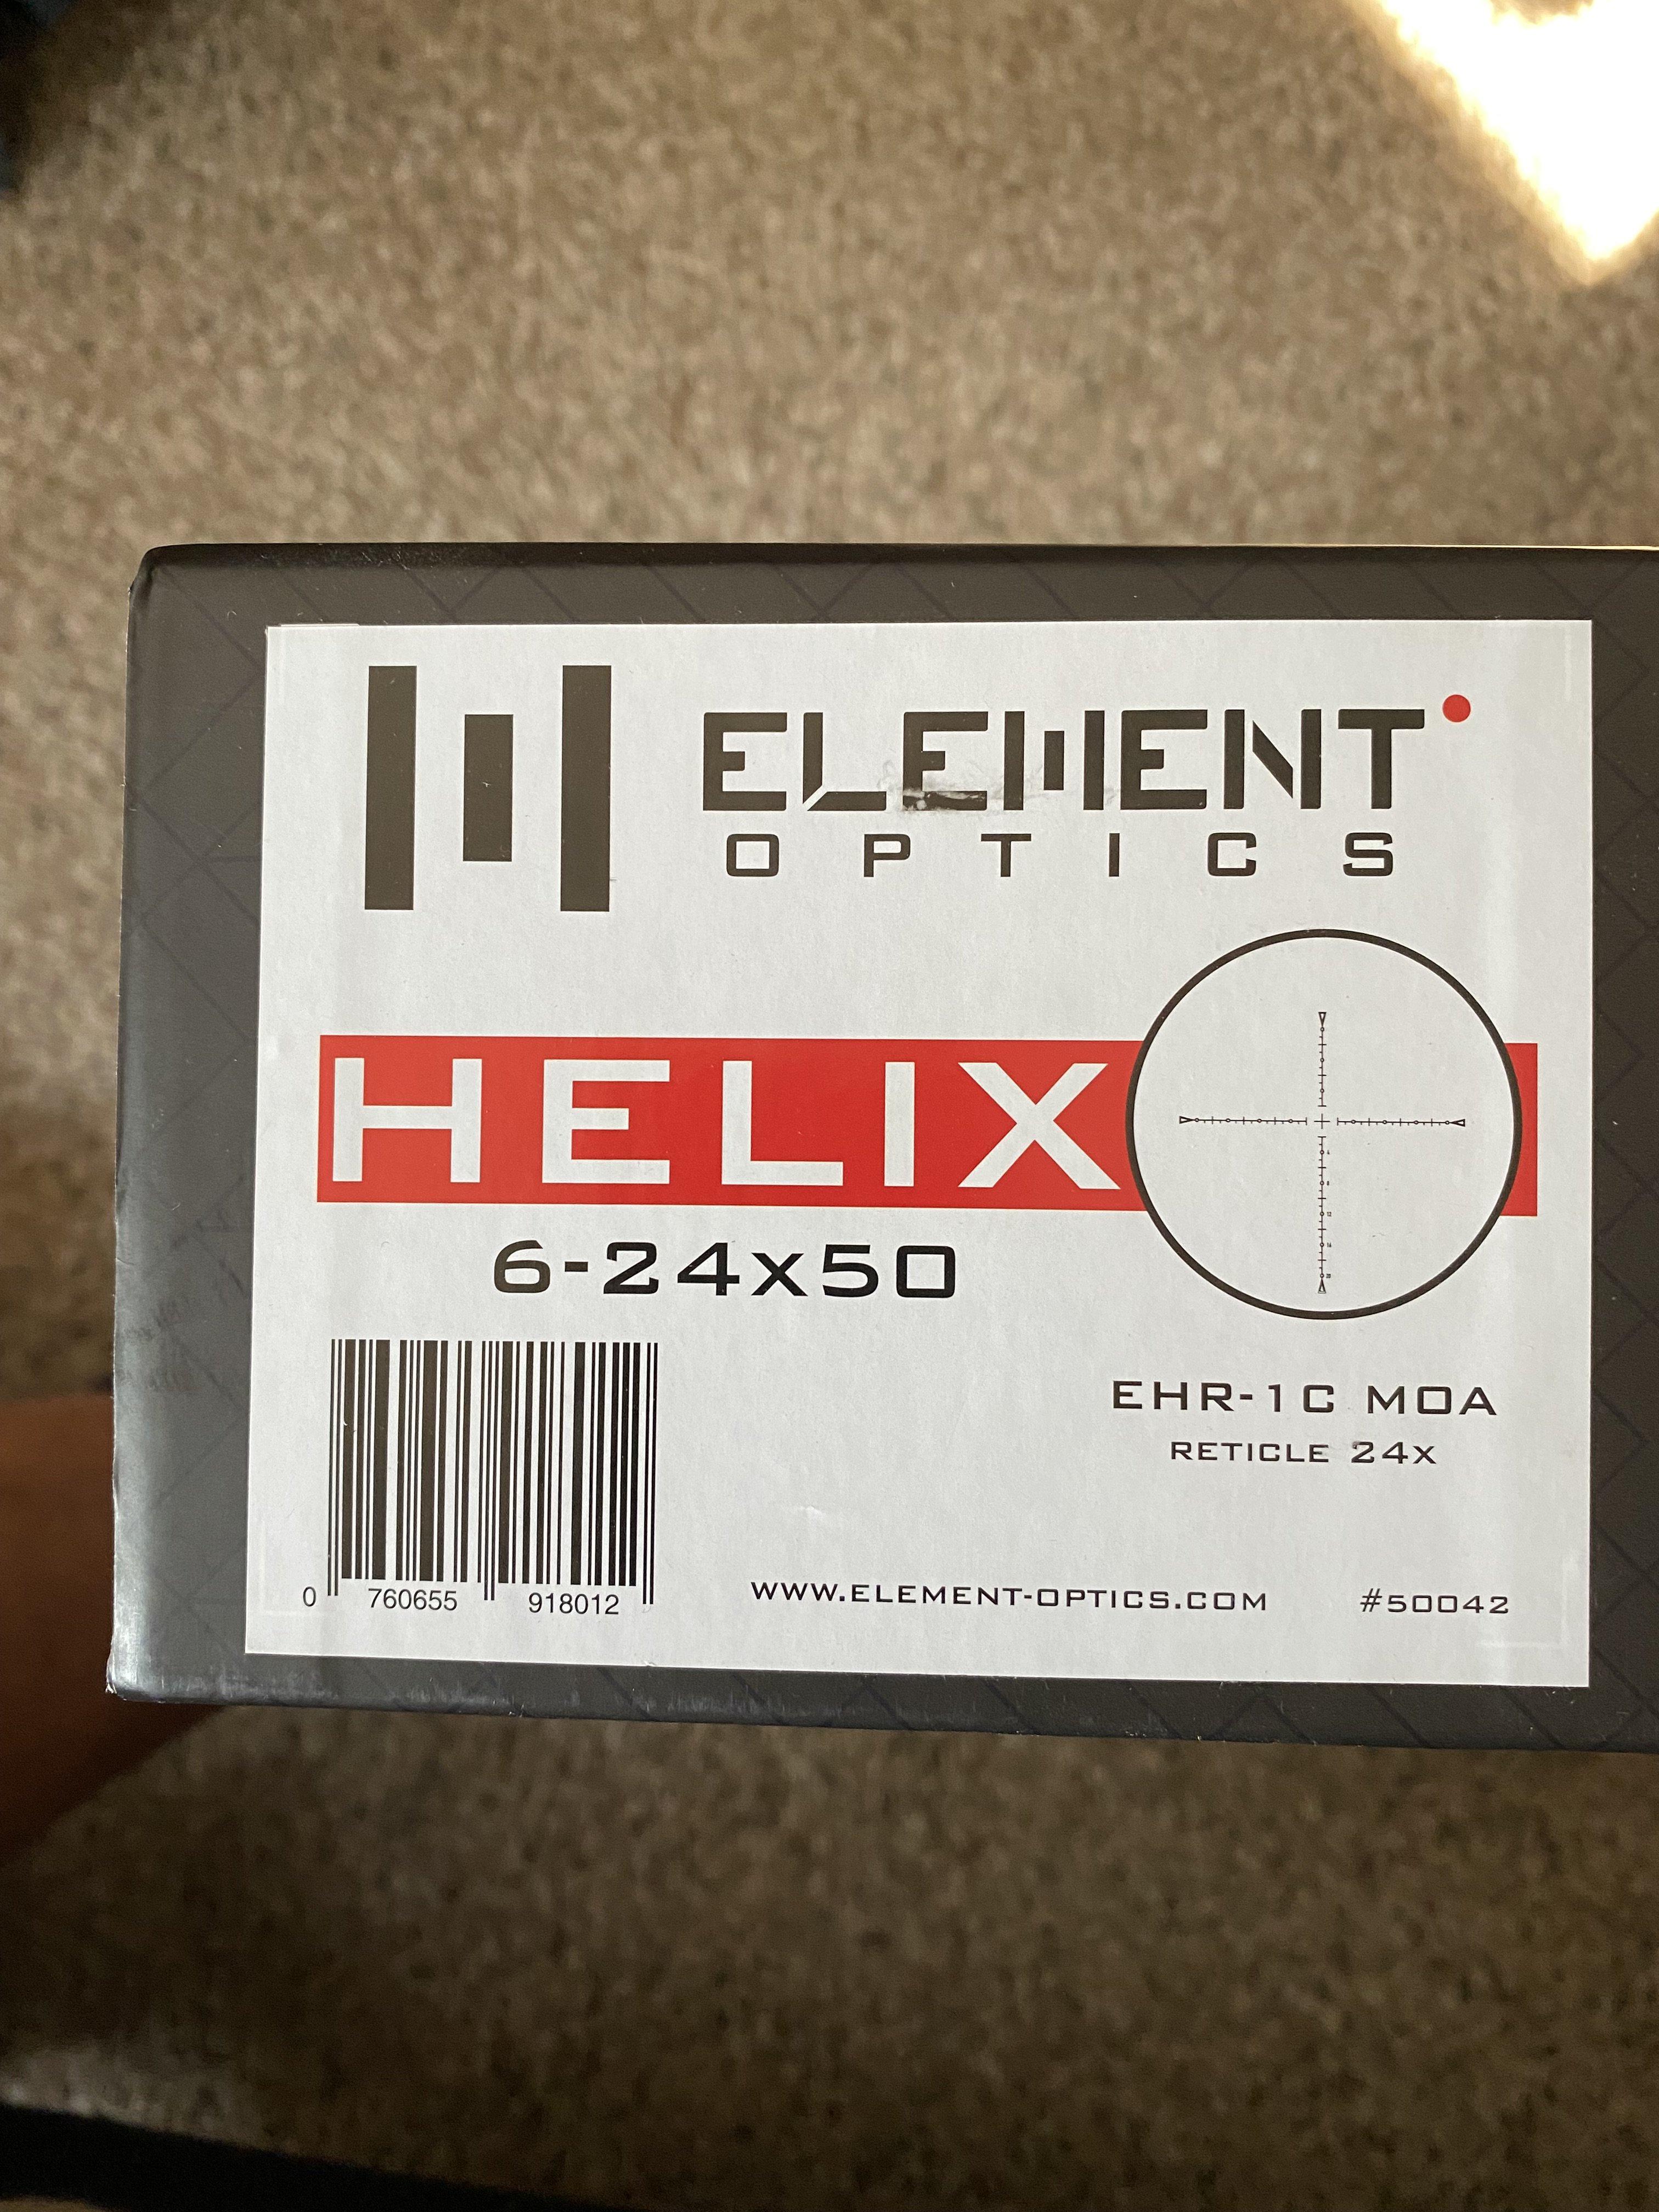 ELEMENT
OPTICS
HELIX
6-24x50
EHR-1C MOA
RETICLE 24X
0 760655 918012
WWW.ELEMENT-OPTICS.COM #50042